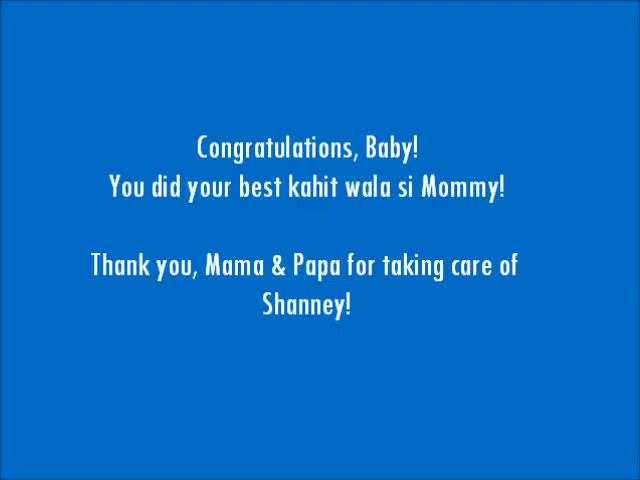 Congratulations, Baby!
You did your best kahit wala si Mommy!
Thank you, Mama & Papa for taking care of
Shanney!